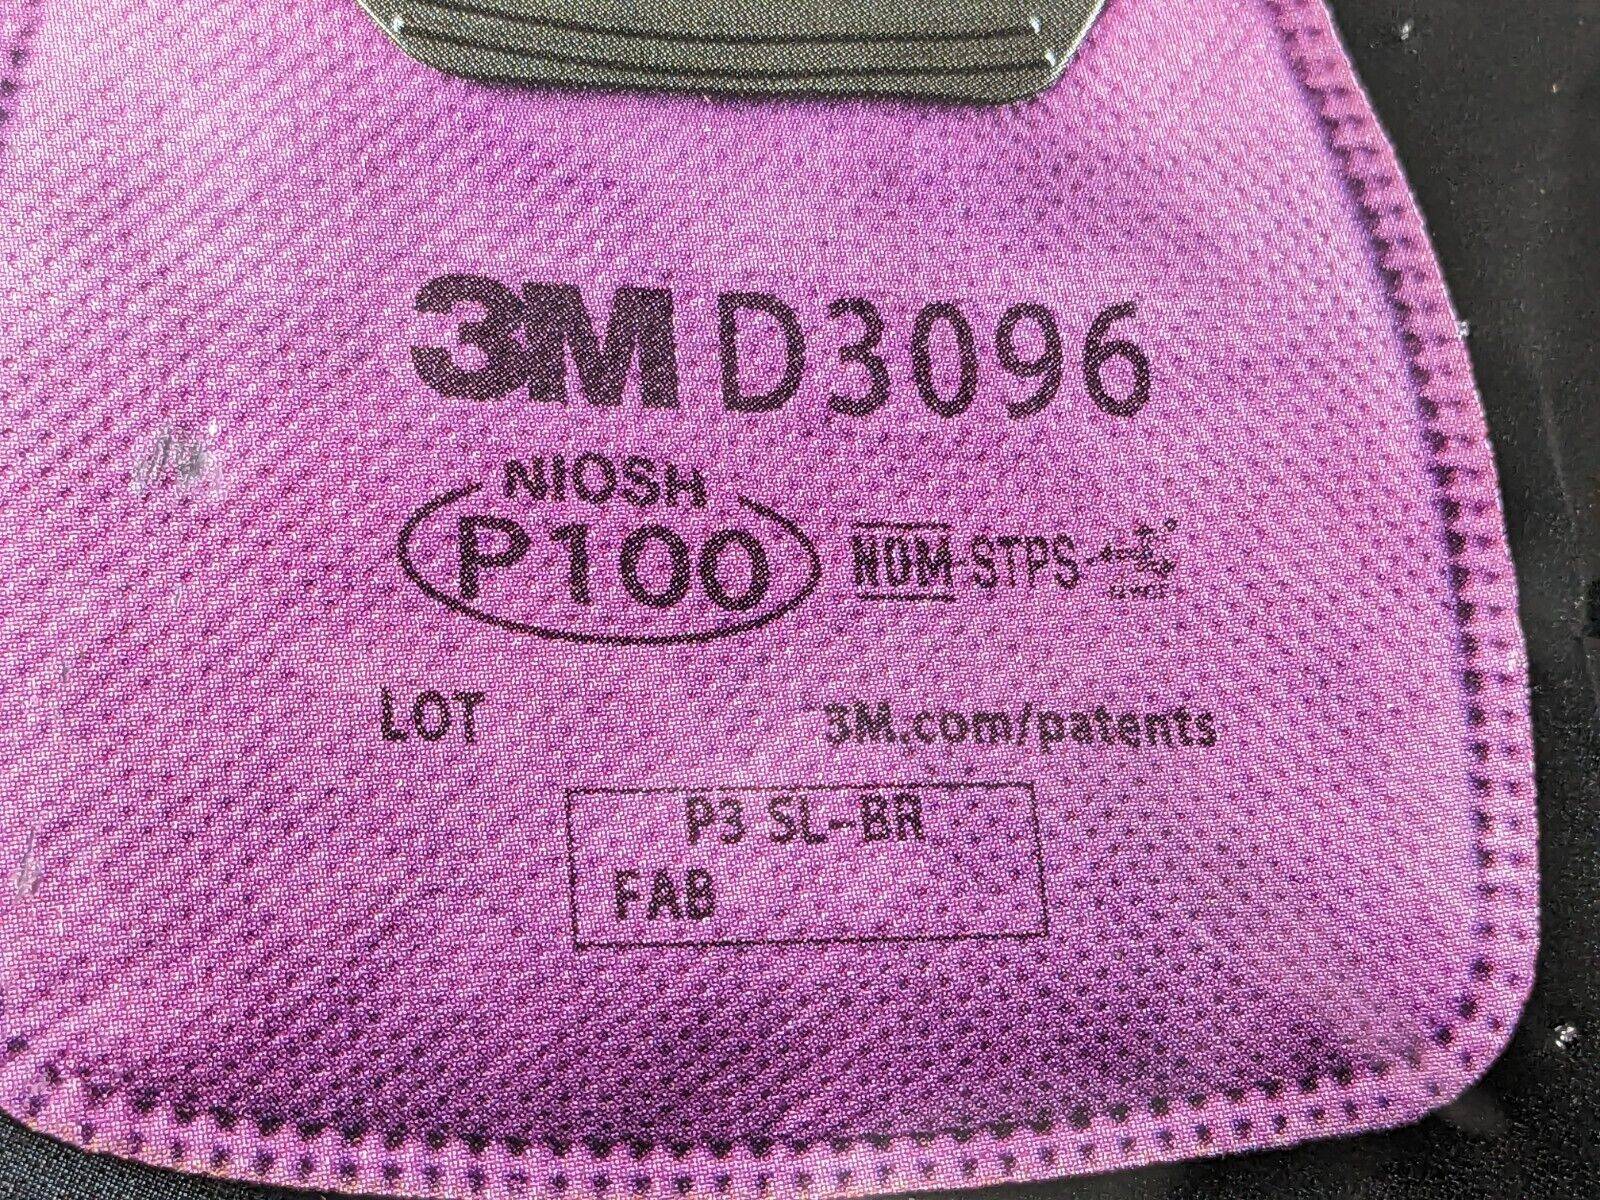 3M D3096
NIOSH
P100
NOM-STPS-
LOT
3M.com/patents
P3 SL-BR
FAB